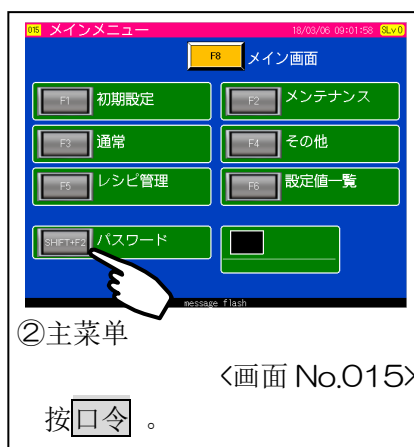 015 メインメニュー 18/03/06 09:01:58 SLv0
F8 メイン画面
F1 初期設定 F2 メンテナンス
F3 通常 F4 その他
F5 レシピ管理 F6 設定値一覧
SHIFT+F2 パスワード
message flash
②主菜单
<画面 No.015>
按口令 。